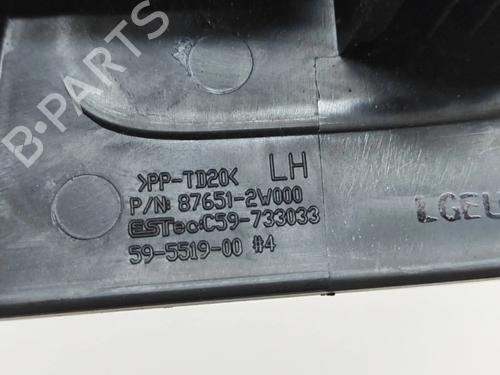 B-PARTS
>PP-TD20< LH
P/N: 87651-2W000
ESTec:C59-733033
59-5519-00 #4